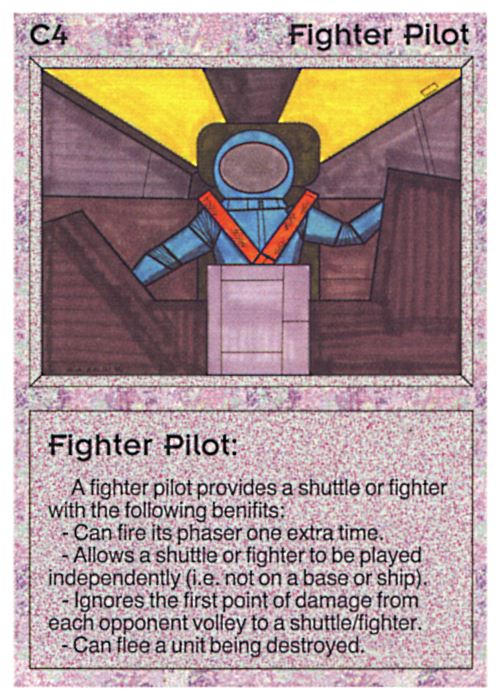 C4 Fighter Pilot
Fighter Pilot:
A fighter pilot provides a shuttle or fighter
with the following benifits:
- Can fire its phaser one extra time.
- Allows a shuttle or fighter to be played
independently (i.e. not on a base or ship).
- Ignores the first point of damage from
each opponent volley to a shuttle/fighter.
- Can flee a unit being destroyed.